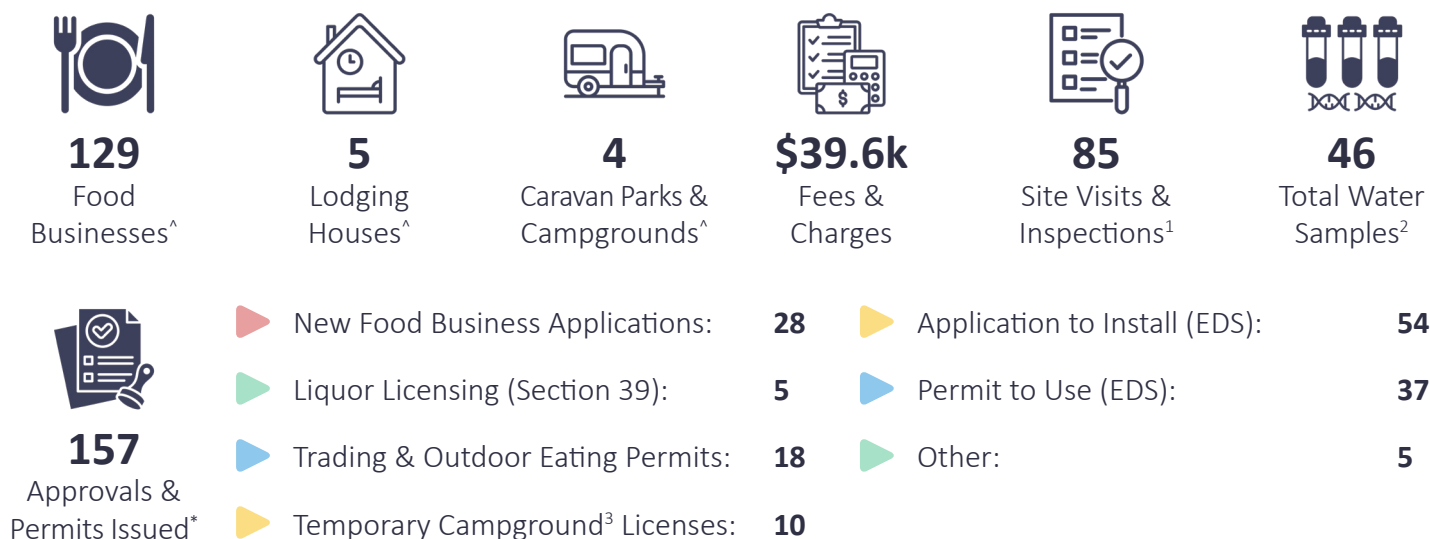 129
Food
Businesses^
5
Lodging
Houses^
4
Caravan Parks &
Campgrounds^
$39.6k
Fees &
Charges
85
Site Visits &
Inspections1
46
Total Water
Samples2
$
157
Approvals &
Permits Issued*
New Food Business Applications: 28
Liquor Licensing (Section 39): 5
Trading & Outdoor Eating Permits: 18
Temporary Campground3 Licenses: 10
Application to Install (EDS): 54
Permit to Use (EDS): 37
Other: 5